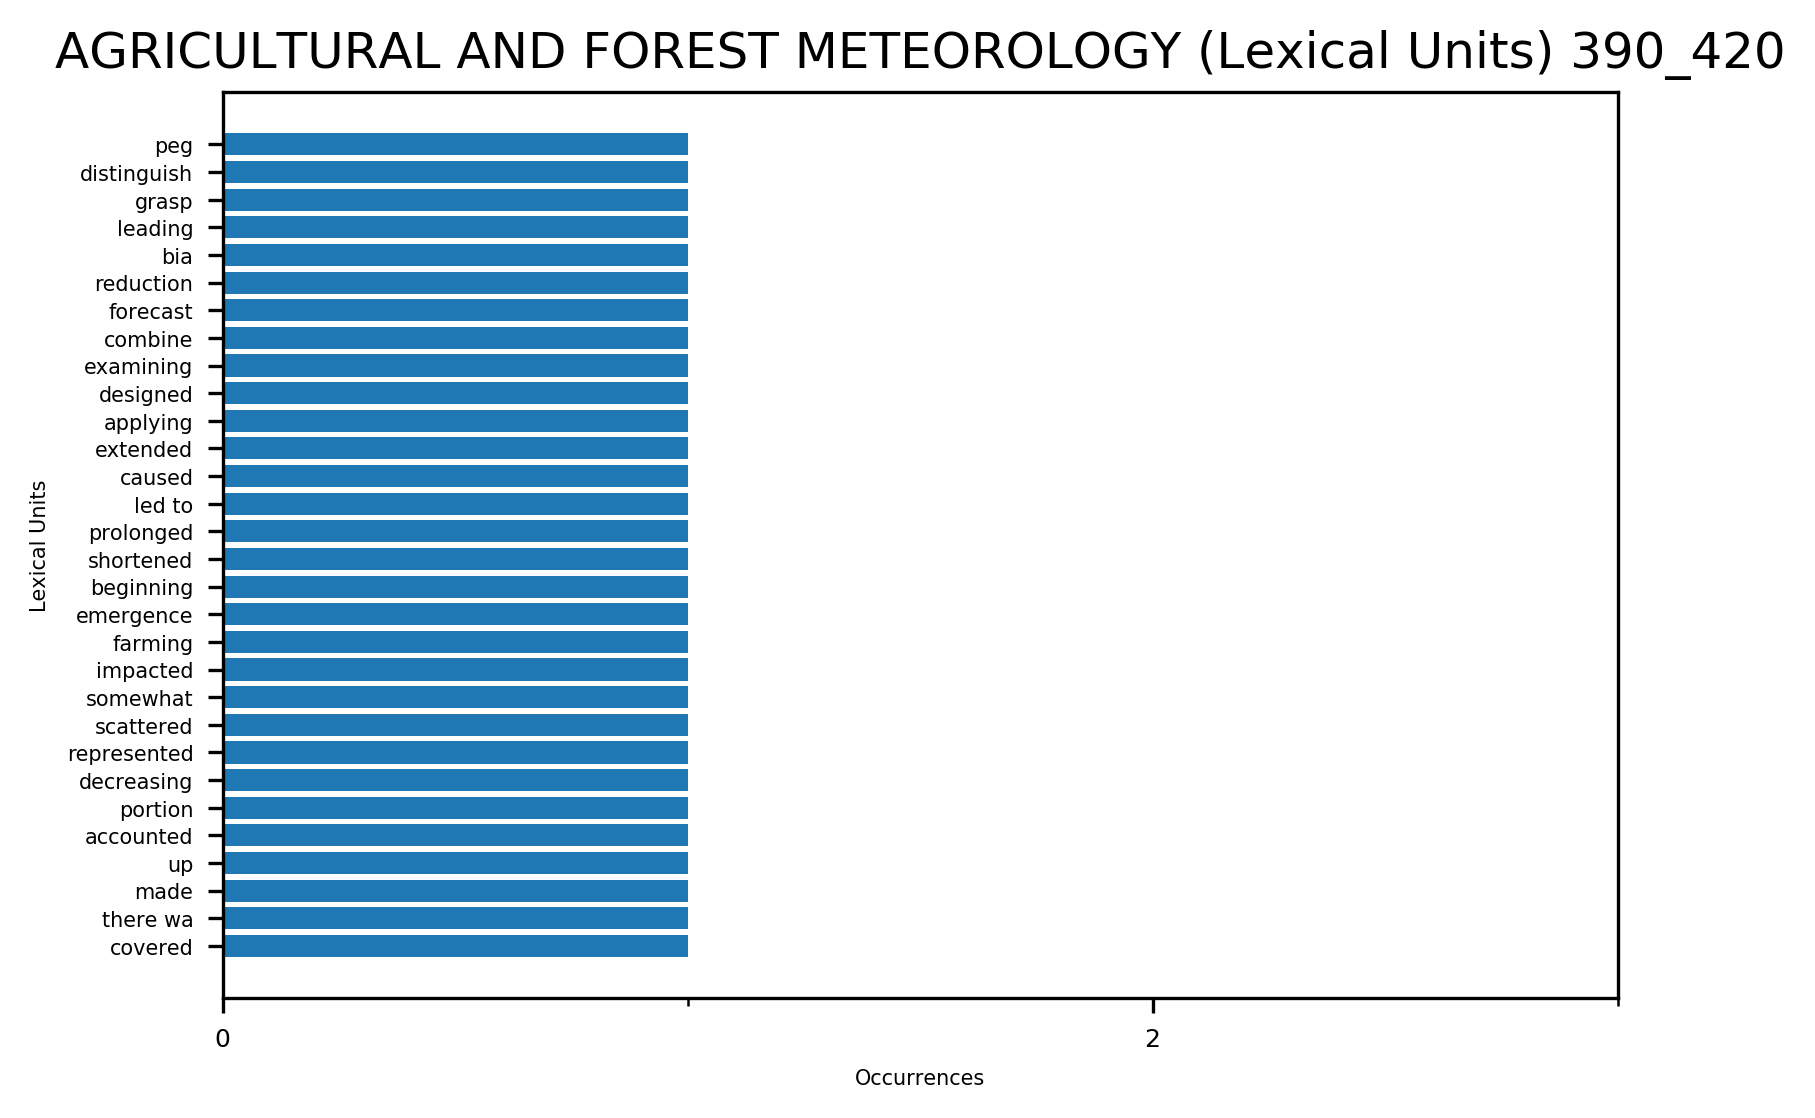 AGRICULTURAL AND FOREST METEOROLOGY (Lexical Units) 390_420
peg
distinguish
grasp
leading
bia
reduction
forecast
combine
examining
designed
applying
extended
caused
led to
prolonged
shortened
beginning
emergence
farming
impacted
somewhat
scattered
represented
decreasing
portion
accounted
up
made
there wa
covered
Lexical Units
0 2
Occurrences